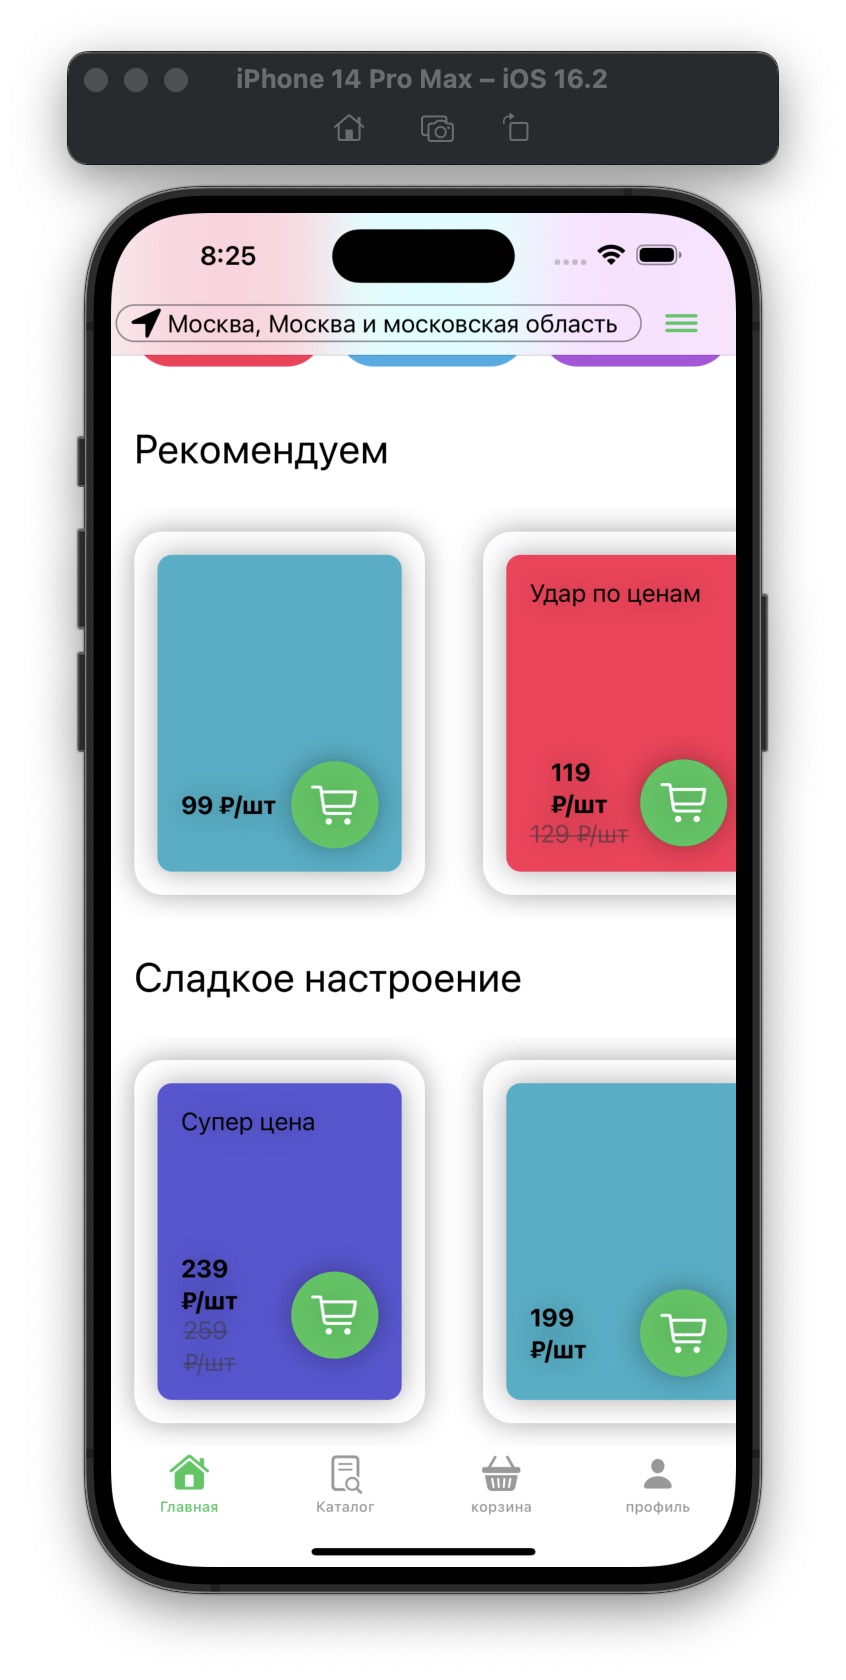 iPhone 14 Pro Max – iOS 16.2
8:25
Москва, Москва и московская область
Рекомендуем
Удар по ценам
99 ₽/шт
119
₽/шт
129 ₽/шт
Сладкое настроение
Супер цена
239
₽/шт
259
₽/шт
199
₽/шт
Главная
Каталог
корзина
профиль